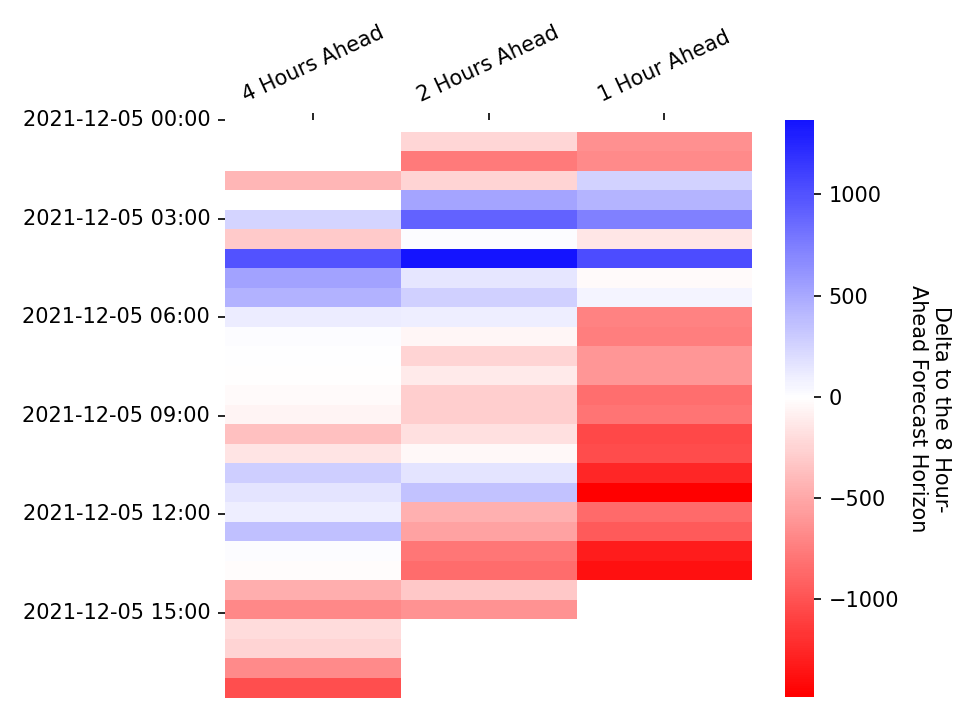 4 Hours Ahead
2 Hours Ahead
1 Hour Ahead
2021-12-05 00:00
2021-12-05 03:00
2021-12-05 06:00
2021-12-05 09:00
2021-12-05 12:00
2021-12-05 15:00
1000
500
0
−500
−1000
Delta to the 8 Hour-
Ahead Forecast Horizon